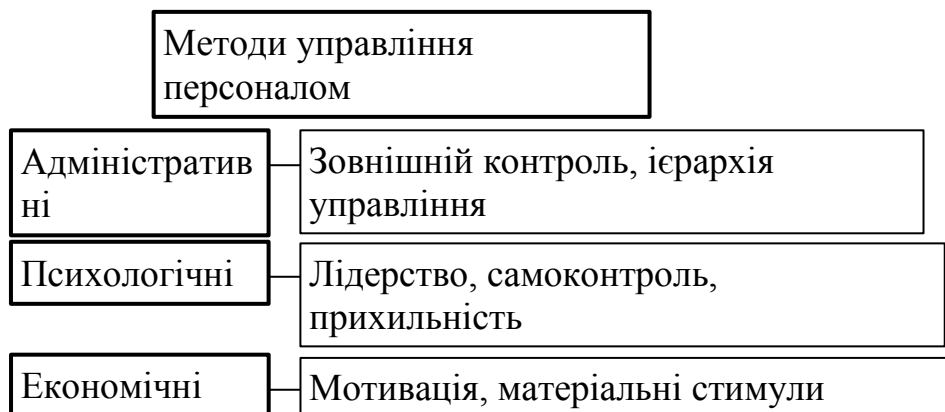 Методи управління
персоналом
Адміністратив
ні
Зовнішній контроль, ієрархія
управління
Психологічні
Лідерство, самоконтроль,
прихильність
Економічні
Мотивація, матеріальні стимули